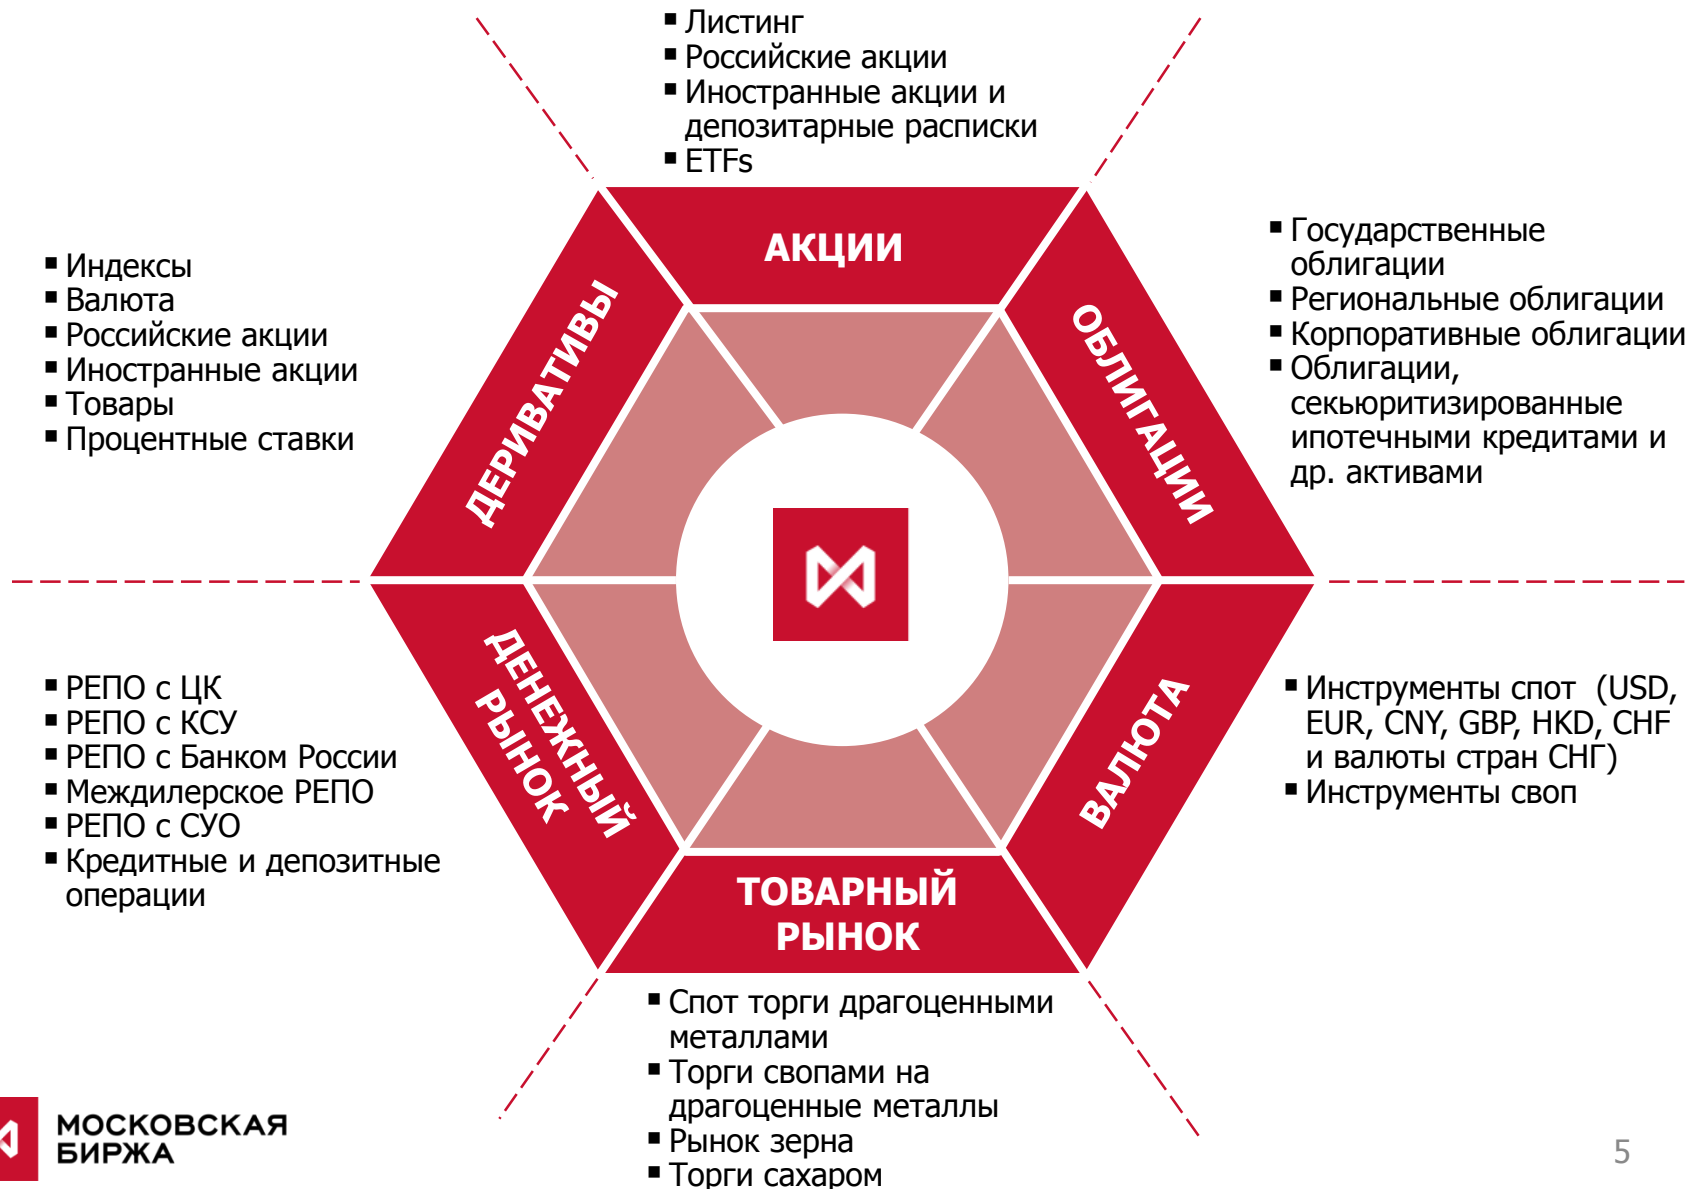 ▪ Листинг
▪ Российские акции
▪ Иностранные акции и
депозитарные расписки
▪ ETFs
АКЦИИ
▪ Индексы
▪ Валюта
▪ Российские акции
▪ Иностранные акции
▪ Товары
▪ Процентные ставки
ДЕРИВАТИВЫ
ОБЛИГАЦИИ
▪ Государственные
облигации
▪ Региональные облигации
▪ Корпоративные облигации
▪ Облигации,
секьюритизированные
ипотечными кредитами и
др. активами
▪ РЕПО с ЦК
▪ РЕПО с КСУ
▪ РЕПО с Банком России
▪ Междилерское РЕПО
▪ РЕПО с СУО
▪ Кредитные и депозитные
операции
ДЕНЕЖНЫЙ
РЫНОК
ВАЛЮТА
▪ Инструменты спот (USD,
EUR, CNY, GBP, HKD, CHF
и валюты стран СНГ)
▪ Инструменты своп
ТОВАРНЫЙ
РЫНОК
▪ Спот торги драгоценными
металлами
▪ Торги свопами на
драгоценные металлы
▪ Рынок зерна
▪ Торги сахаром
МОСКОВСКАЯ
БИРЖА
5